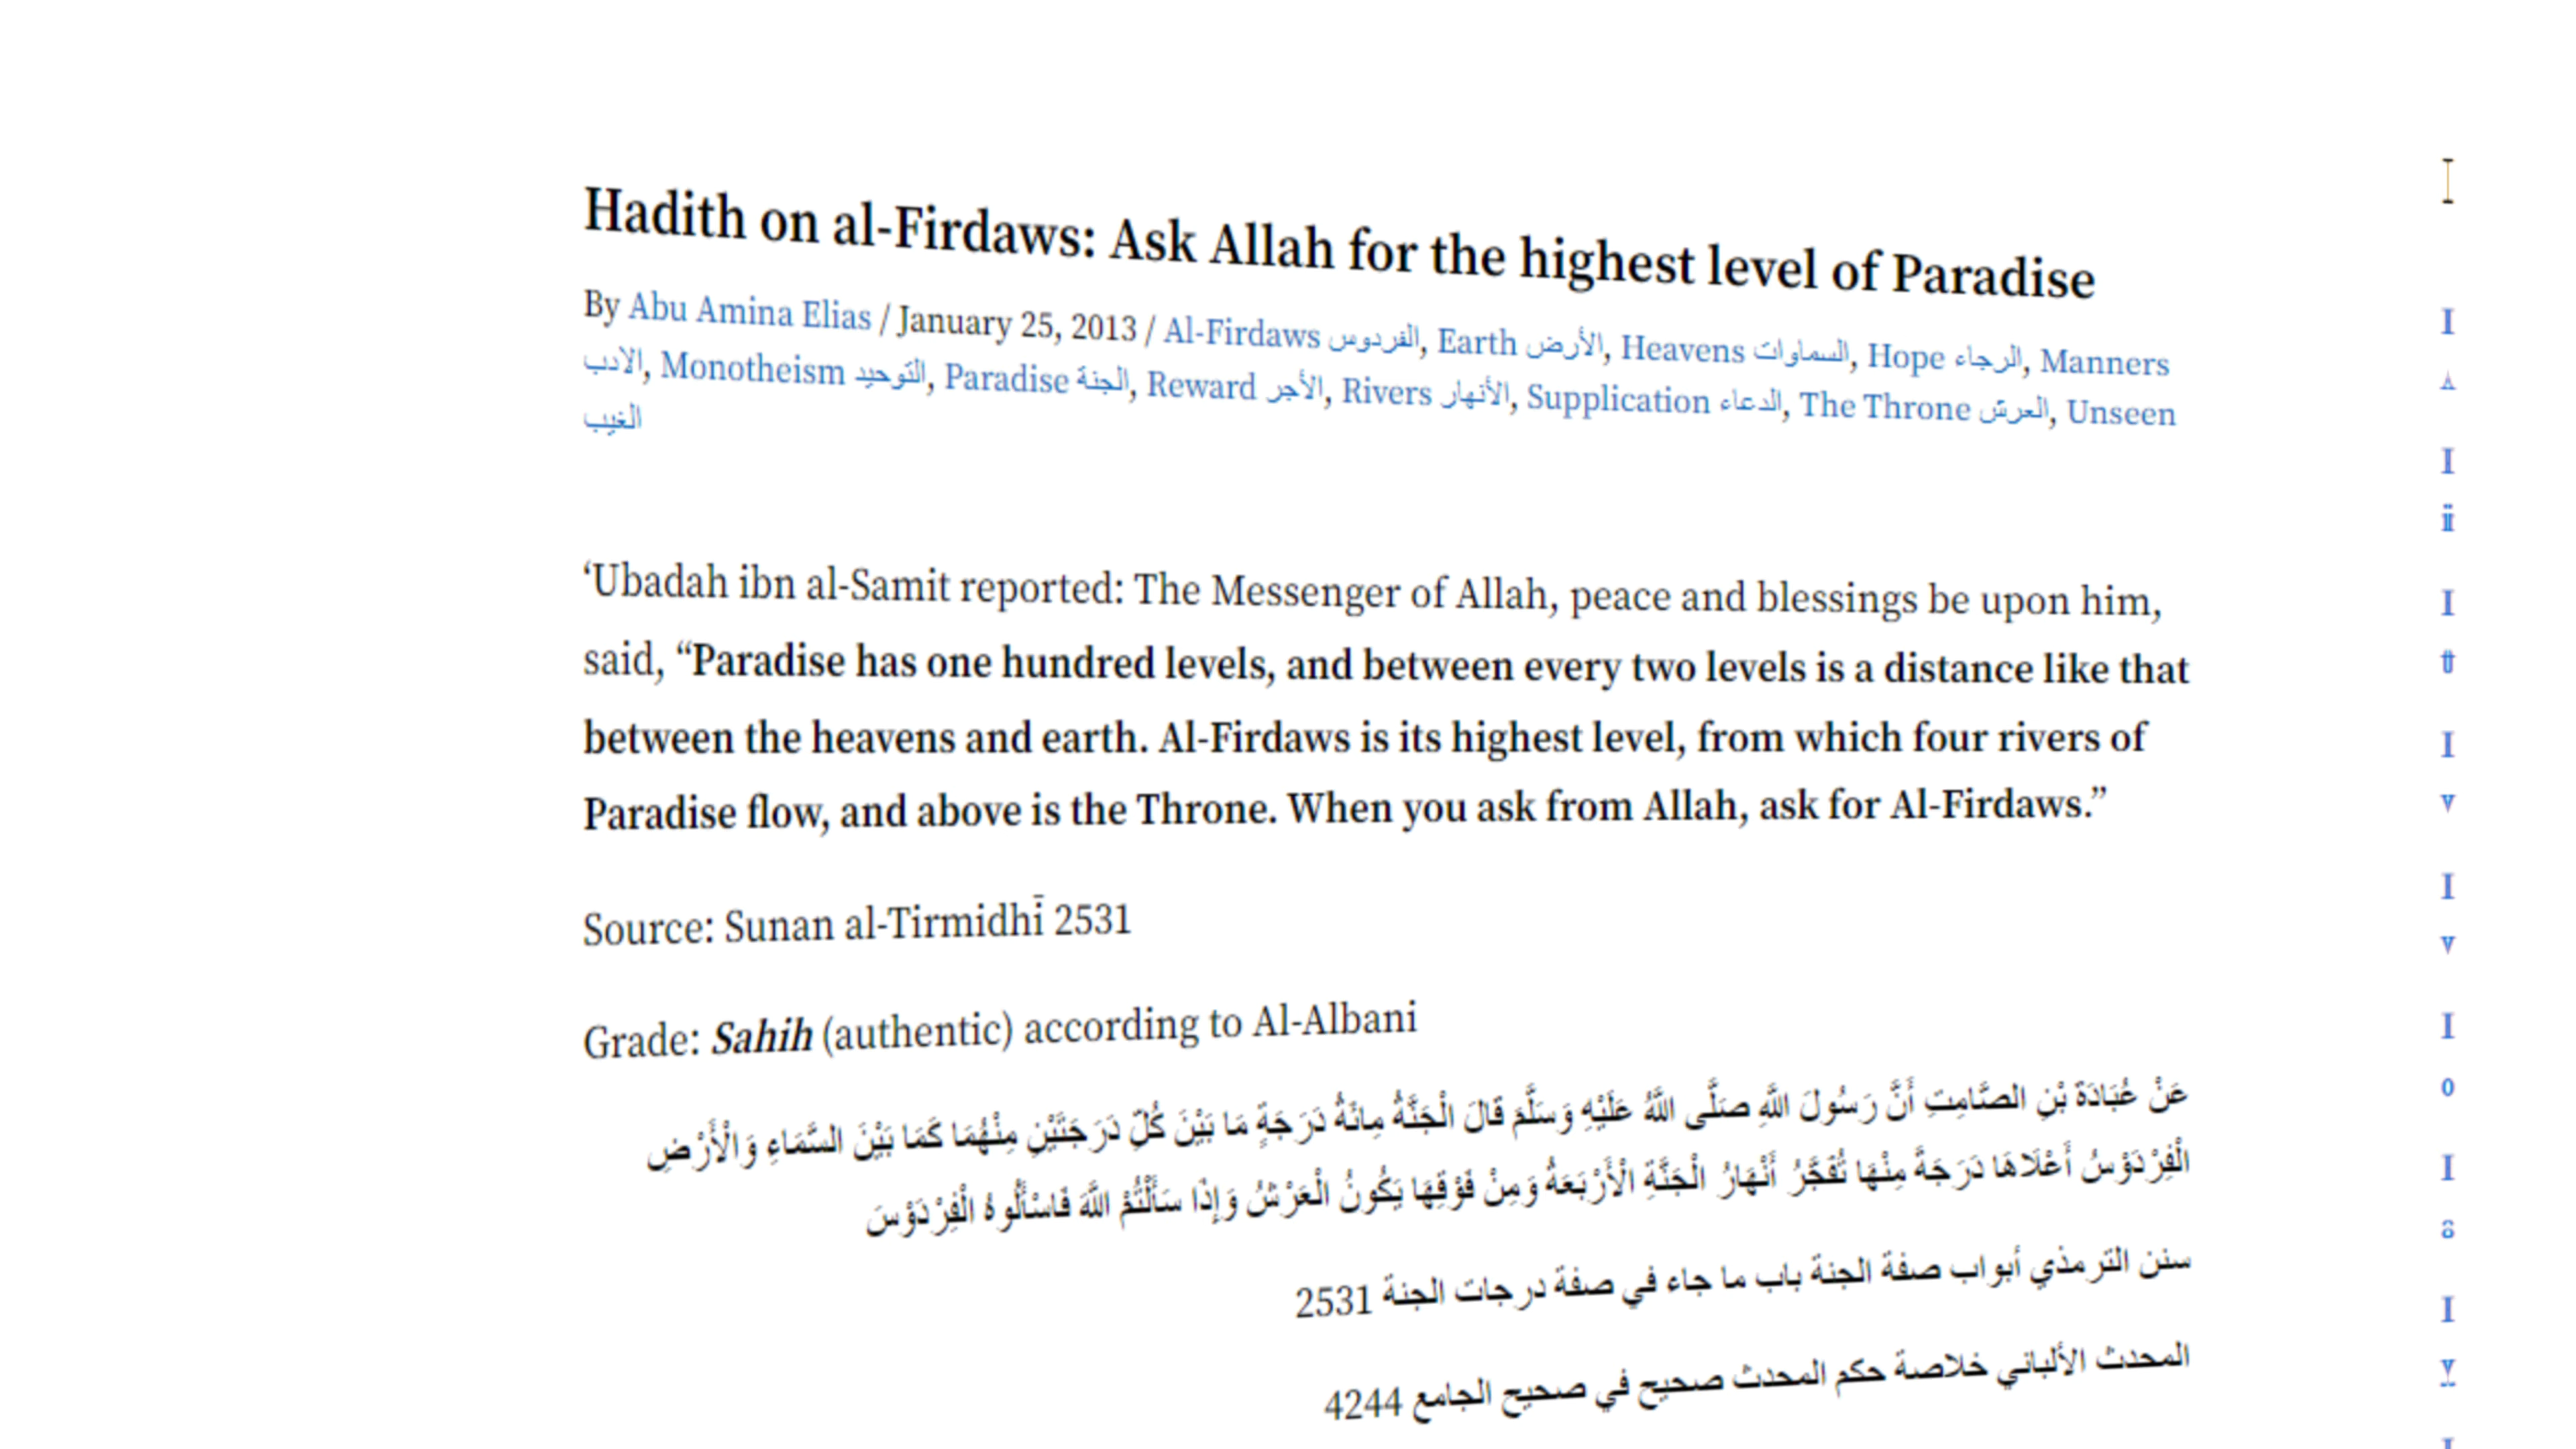 Hadith on al-Firdaws: Ask Allah for the highest level of Paradise
By Abu Amina Elias / January 25, 2013 / Al-Firdaws الفردوس, Earth الأرض, Heavens السماوات, Hope الرجاء, Manners
الادب, Monotheism التوحيد, Paradise الجنة, Reward الأجر, Rivers الأنهار, Supplication الدعاء, The Throne العرش, Unseen
الغيب
‘Ubadah ibn al-Samit reported: The Messenger of Allah, peace and blessings be upon him,
said, “Paradise has one hundred levels, and between every two levels is a distance like that
between the heavens and earth. Al-Firdaws is its highest level, from which four rivers of
Paradise flow, and above is the Throne. When you ask from Allah, ask for Al-Firdaws.”
Source: Sunan al-Tirmidhī 2531
Grade: Sahih (authentic) according to Al-Albani
عَنْ عُبَادَةَ بْنِ الصَّامِتِ أَنَّ رَسُولَ اللَّهِ صَلَّى اللَّهُ عَلَيْهِ وَسَلَّمَ قَالَ الْجَنَّةُ مِائَةُ دَرَجَةٍ مَا بَيْنَ كُلِّ دَرَجَتَيْنِ مِنْهُمَا كَمَا بَيْنَ السَّمَاءِ وَالْأَرْضِ
الْفِرْدَوْسُ أَعْلَاهَا دَرَجَةً مِنْهَا تُفَجَّرُ أَنْهَارُ الْجَنَّةِ الْأَرْبَعَةُ وَمِنْ فَوْقِهَا يَكُونُ الْعَرْشُ وَإِذَا سَأَلْتُمُ اللَّهَ فَاسْأَلُوهُ الْفِرْدَوْسَ
سنن الترمذي أبواب صفة الجنة باب ما جاء في صفة درجات الجنة 2531
المحدث الألباني خلاصة حكم المحدث صحيح في صحيح الجامع 4244